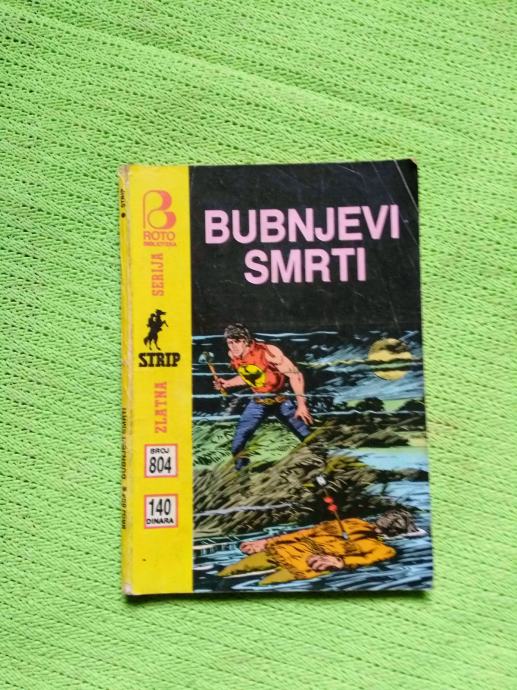 B
ROTO
BIBLIOTEKA
ZLATNA STRIP SERIJA
BROJ
804
140
DINARA
BUBNJEVI
SMRTI